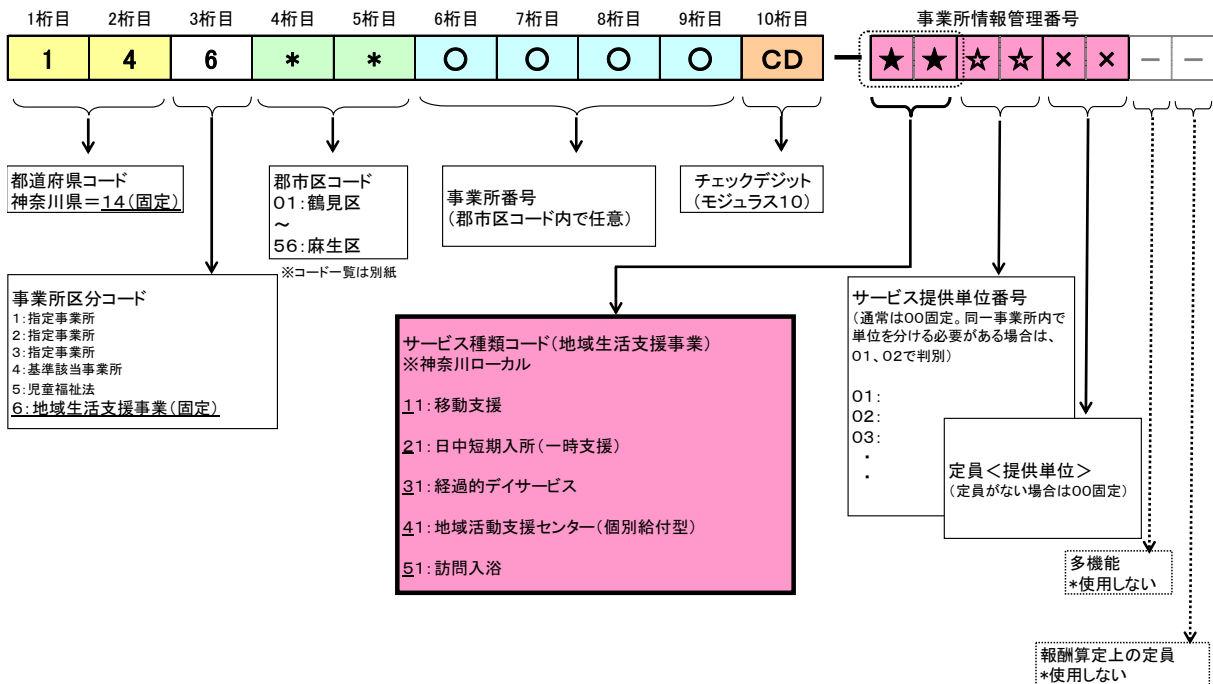 1桁目 2桁目 3桁目 4桁目 5桁目 6桁目 7桁目 8桁目 9桁目 10桁目 事業所情報管理番号
1 4 6 * * ○ ○ ○ ○ CD － ★ ★ ☆ ☆ × × － －
都道府県コード
神奈川県＝14(固定)
郡市区コード
01:鶴見区
～
56:麻生区
※コード一覧は別紙
事業所番号
(郡市区コード内で任意)
チェックデジット
(モジュラス10)
事業所区分コード
1:指定事業所
2:指定事業所
3:指定事業所
4:基準該当事業所
5:児童福祉法
6:地域生活支援事業(固定)
サービス種類コード(地域生活支援事業)
※神奈川ローカル
11:移動支援
21:日中短期入所(一時支援)
31:経過的デイサービス
41:地域活動支援センター(個別給付型)
51:訪問入浴
サービス提供単位番号
(通常は00固定。同一事業所内で
単位を分ける必要がある場合は、
01、02で判別)
01:
02:
03:
・
・
定員＜提供単位＞
(定員がない場合は00固定)
多機能
*使用しない
報酬算定上の定員
*使用しない